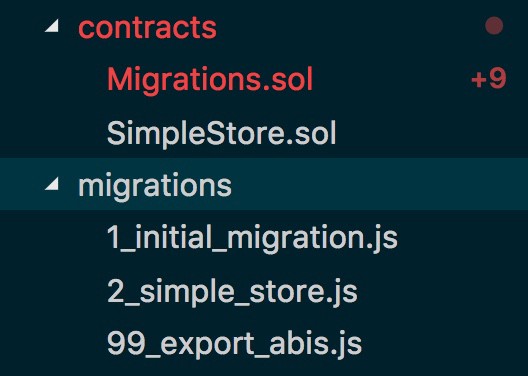 contracts
Migrations.sol +9
SimpleStore.sol
migrations
1_initial_migration.js
2_simple_store.js
99_export_abis.js